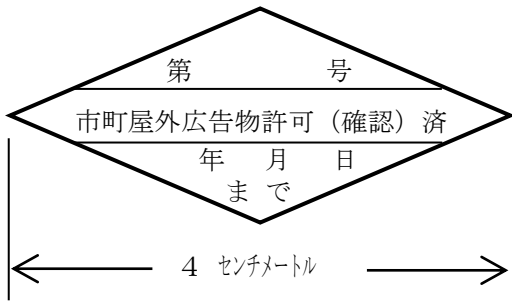 第　　　　　号
市町屋外広告物許可（確認）済
年　月　日
まで
4 ｾﾝﾁﾒｰﾄﾙ